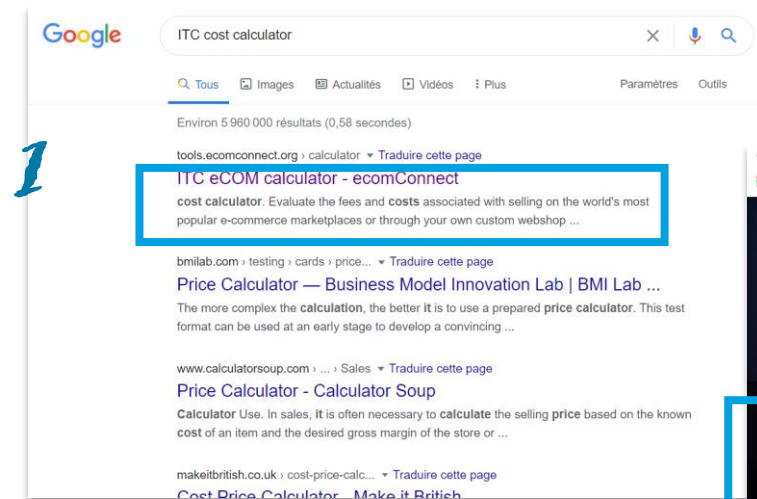 Google
ITC cost calculator
Tous Images Actualités Vidéos Plus Paramètres Outils
Environ 5 960 000 résultats (0,58 secondes)
1
tools.ecomconnect.org › calculator ▾ Traduire cette page
ITC eCOM calculator - ecomConnect
cost calculator. Evaluate the fees and costs associated with selling on the world's most
popular e-commerce marketplaces or through your own custom webshop ...
bmilab.com › testing › cards › price... ▾ Traduire cette page
Price Calculator — Business Model Innovation Lab | BMI Lab ...
The more complex the calculation, the better it is to use a prepared price calculator. This test
format can be used at an early stage to develop a convincing ...
www.calculatorsoup.com › ... › Sales ▾ Traduire cette page
Price Calculator - Calculator Soup
Calculator Use. In sales, it is often necessary to calculate the selling price based on the known
cost of an item and the desired gross margin of the store or ...
makeitbritish.co.uk › cost-price-calc... ▾ Traduire cette page
Cost Price Calculator - Make it British